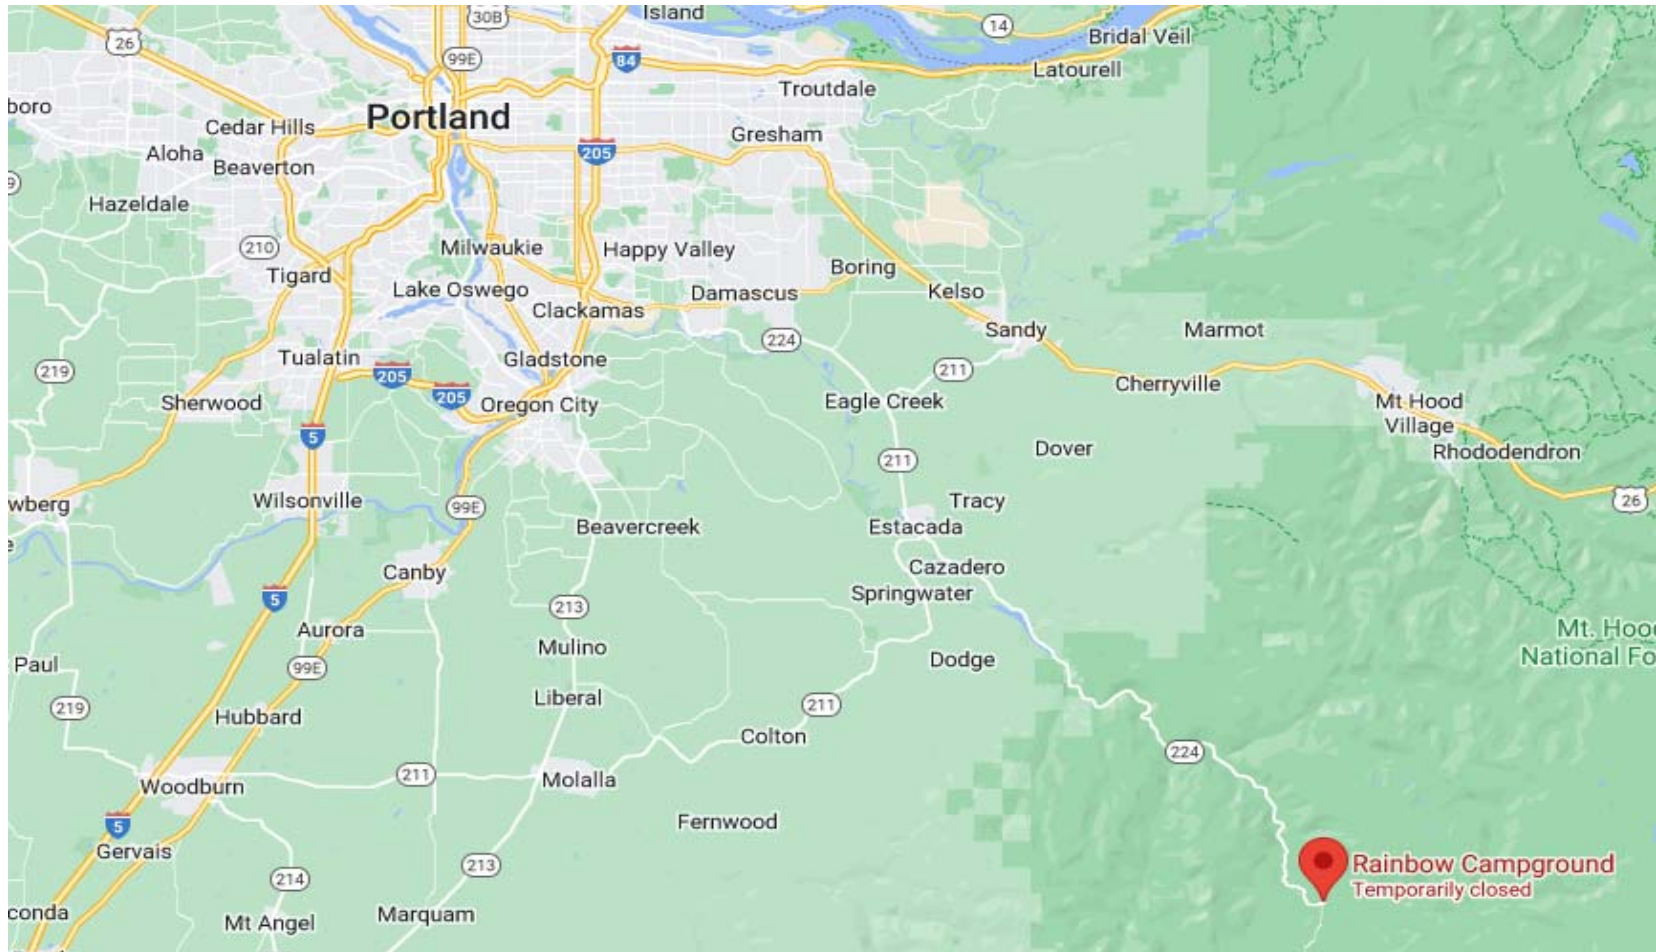 Island
30B
14
26
Bridal Veil
99E
84
Latourell
Troutdale
boro
Portland
Cedar Hills
Gresham
Aloha
205
Beaverton
9
Hazeldale
210
Milwaukie
Happy Valley
Boring
Tigard
Lake Oswego
Damascus
Kelso
Clackamas
Sandy
Marmot
224
Tualatin
Gladstone
219
205
211
Cherryville
205
Sherwood
Oregon City
Eagle Creek
Mt Hood
Village
5
Dover
Rhododendron
211
wberg
Wilsonville
99E
Tracy
26
Beavercreek
Estacada
e
Canby
Cazadero
Springwater
5
213
Aurora
Mt. Hood
National Fo
Mulino
Paul
99E
Dodge
Liberal
219
Hubbard
211
Colton
224
211
Woodburn
Molalla
5
Fernwood
Gervais
213
Rainbow Campground
Temporarily closed
214
conda
Mt Angel
Marquam